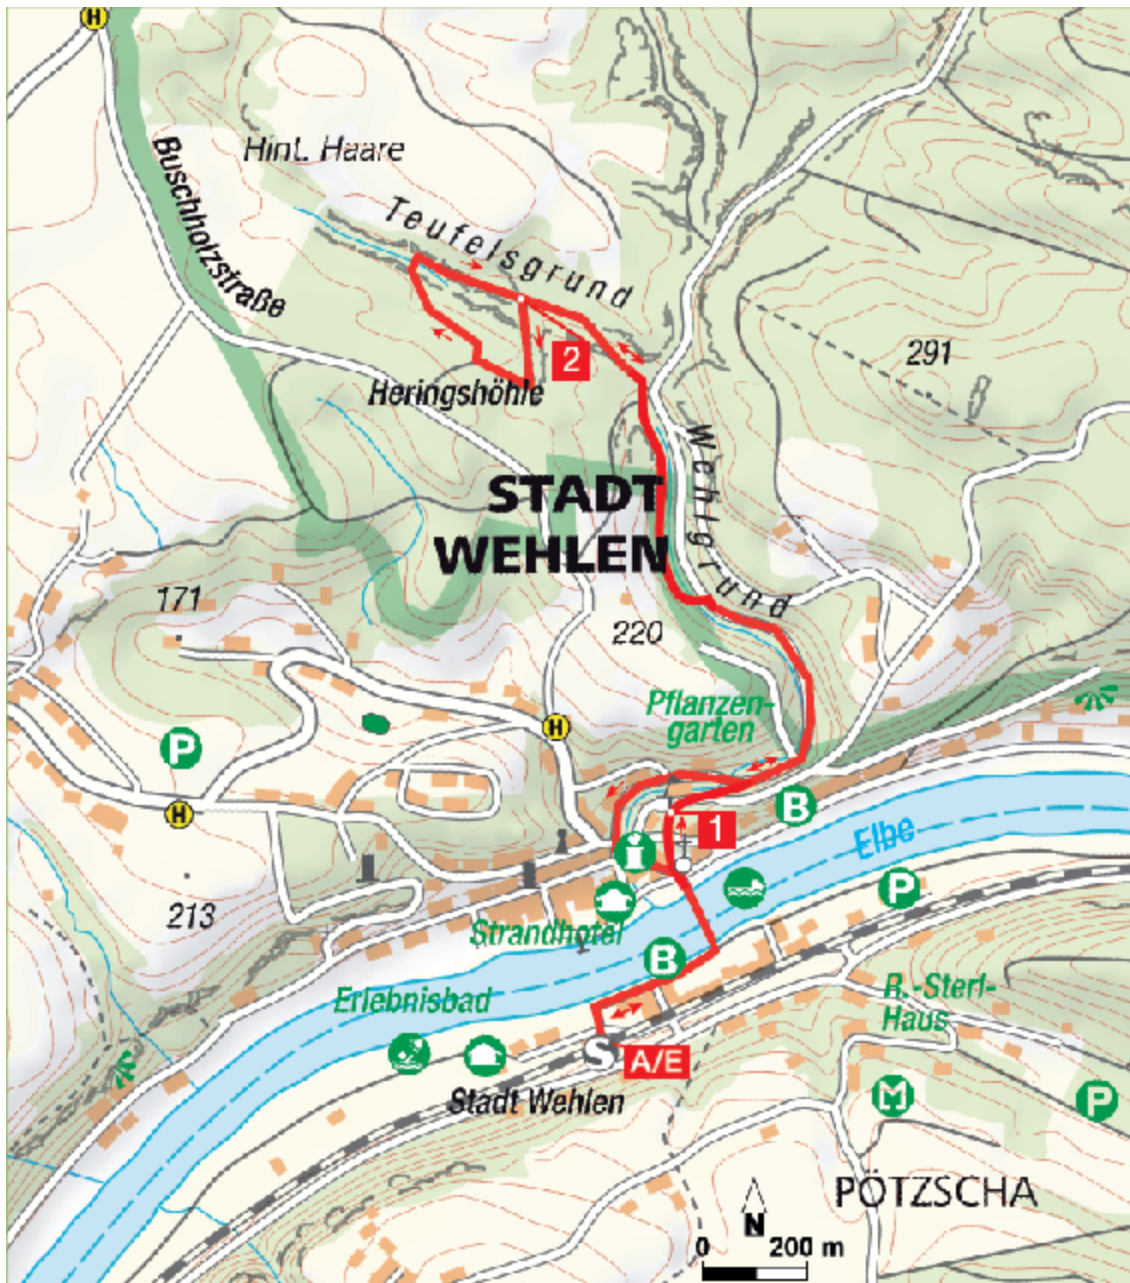 H
Hint. Haare
Buschholzstraße
Teufelsgrund
291
2
Heringshöhle
Wehlgrund
STADT
WEHLEN
171
220
Pflanzen-
garten
H
P
H
B
1
Elbe
i
P
213
Strandhotel
B
R.-Sterl-
Haus
Erlebnisbad
S
A/E
Stadt Wehlen
M
P
PÖTZSCHA
N
0 200 m